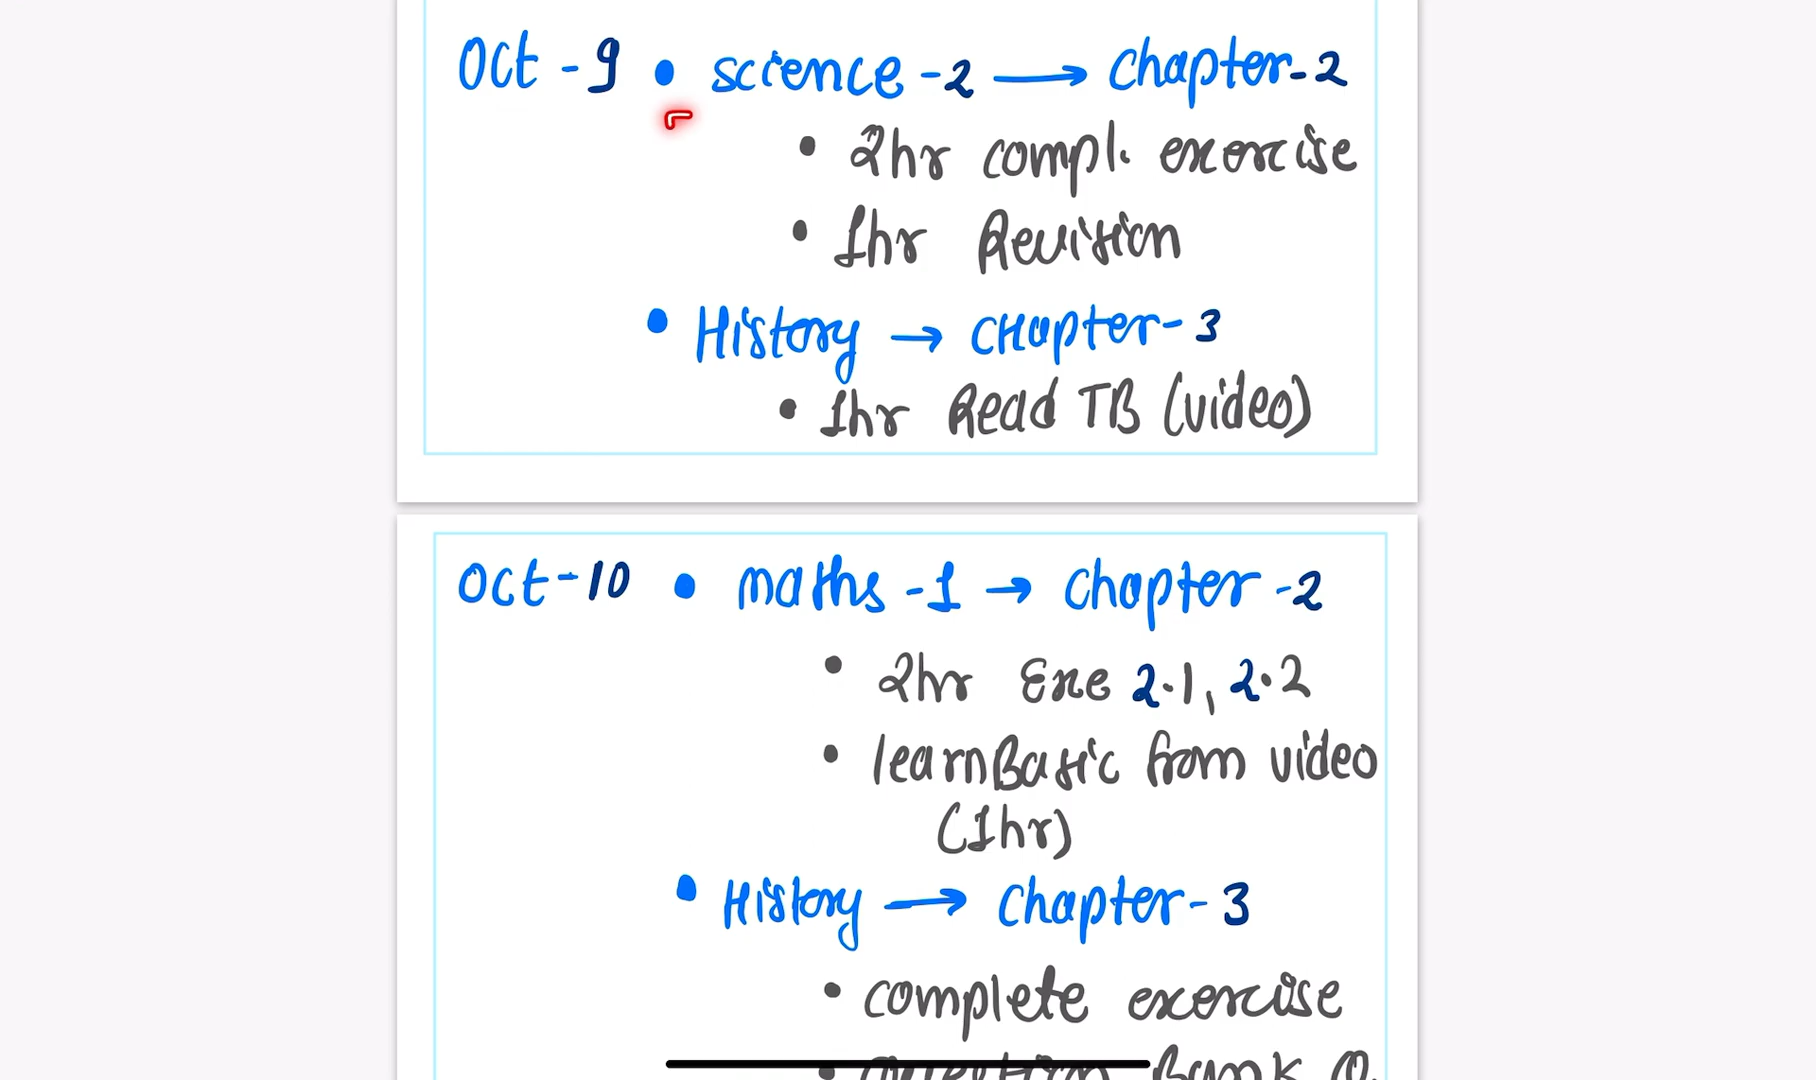 Oct - 9 • science - 2 → chapter - 2
• 2hr compl. exercise
• 1hr Revision
• History → CHapter - 3
• 1hr Read TB (video)
Oct - 10 • maths - 1 → chapter - 2
• 2hr Exe 2.1, 2.2
• learn Basic from video
(1hr)
• History → chapter - 3
• complete exercise
• Question Bank Q.